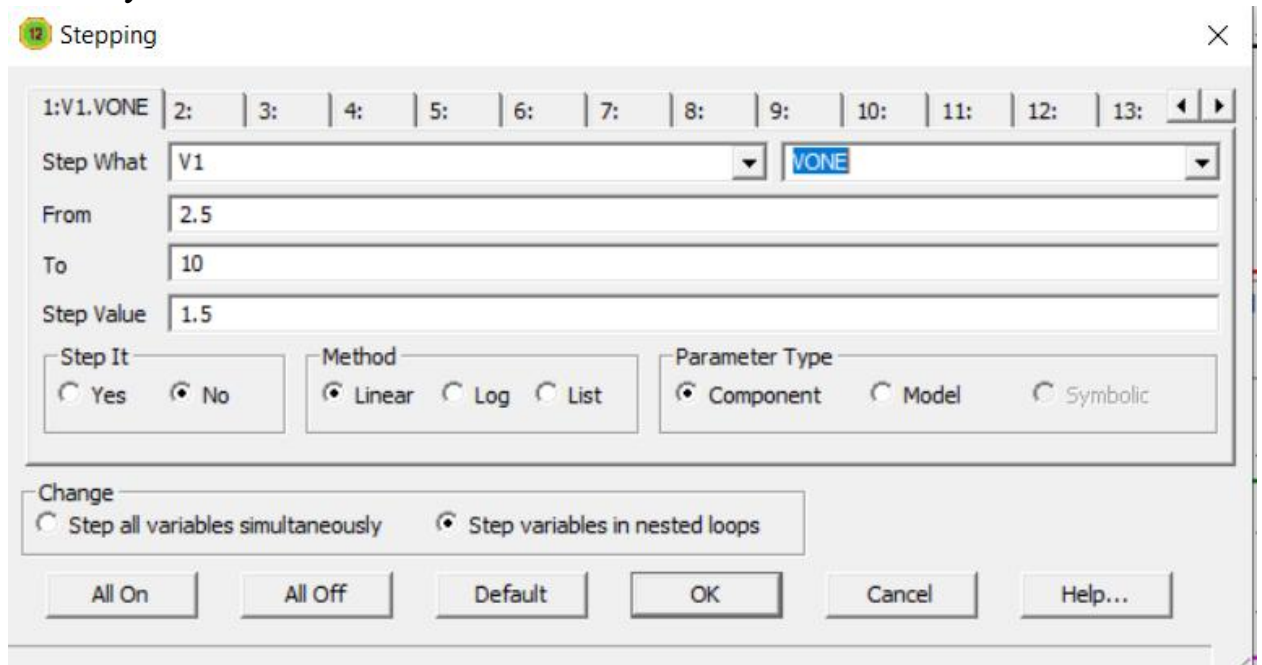 12 Stepping
1:V1.VONE 2: 3: 4: 5: 6: 7: 8: 9: 10: 11: 12: 13:
Step What V1 VONE
From 2.5
To 10
Step Value 1.5
Step It Method Parameter Type
Yes No Linear Log List Component Model Symbolic
Change
Step all variables simultaneously Step variables in nested loops
All On All Off Default OK Cancel Help...